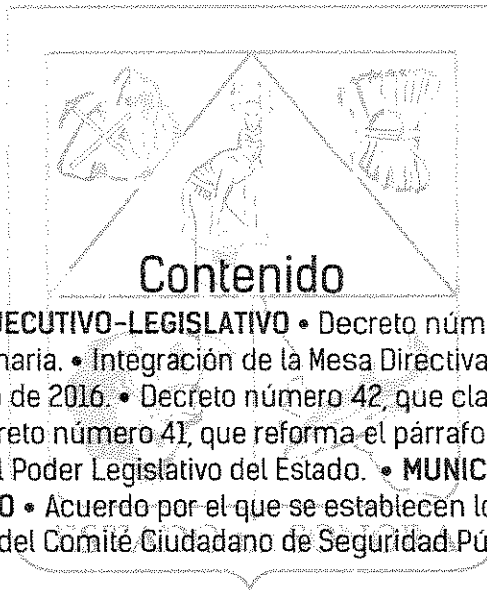 Contenido
JECUTIVO-LEGISLATIVO • Decreto núm
naria. • Integración de la Mesa Directiva
o de 2016. • Decreto número 42, que cla
reto número 41, que reforma el párrafo
l Poder Legislativo del Estado. • MUNIC
O • Acuerdo por el que se establecen lo
del Comité Ciudadano de Seguridad Pú